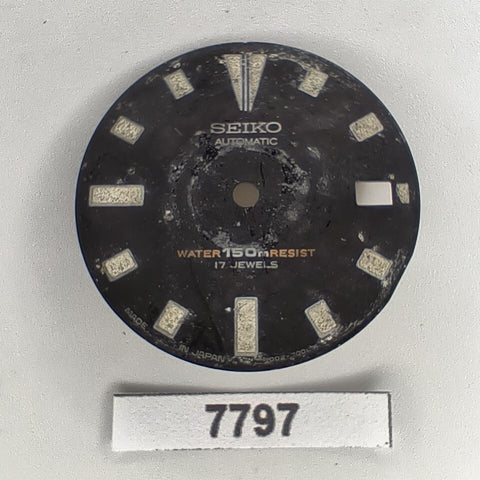 SEIKO
AUTOMATIC
WATER 150m RESIST
17 JEWELS
MADE
IN JAPAN
7797